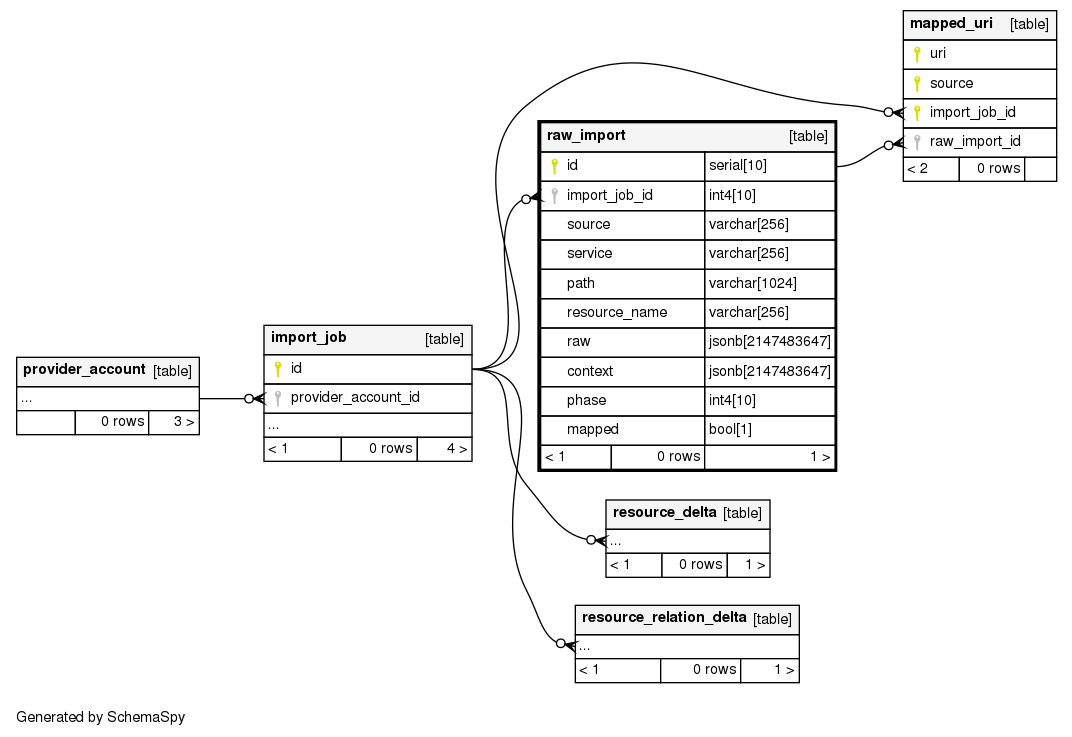 mapped_uri [table]
uri
source
import_job_id
raw_import_id
< 2 0 rows
raw_import [table]
id serial[10]
import_job_id int4[10]
source varchar[256]
service varchar[256]
path varchar[1024]
resource_name varchar[256]
raw jsonb[2147483647]
context jsonb[2147483647]
phase int4[10]
mapped bool[1]
< 1 0 rows 1 >
import_job [table]
id
provider_account_id
...
< 1 0 rows 4 >
provider_account [table]
...
0 rows 3 >
resource_delta [table]
...
< 1 0 rows 1 >
resource_relation_delta [table]
...
< 1 0 rows 1 >
Generated by SchemaSpy